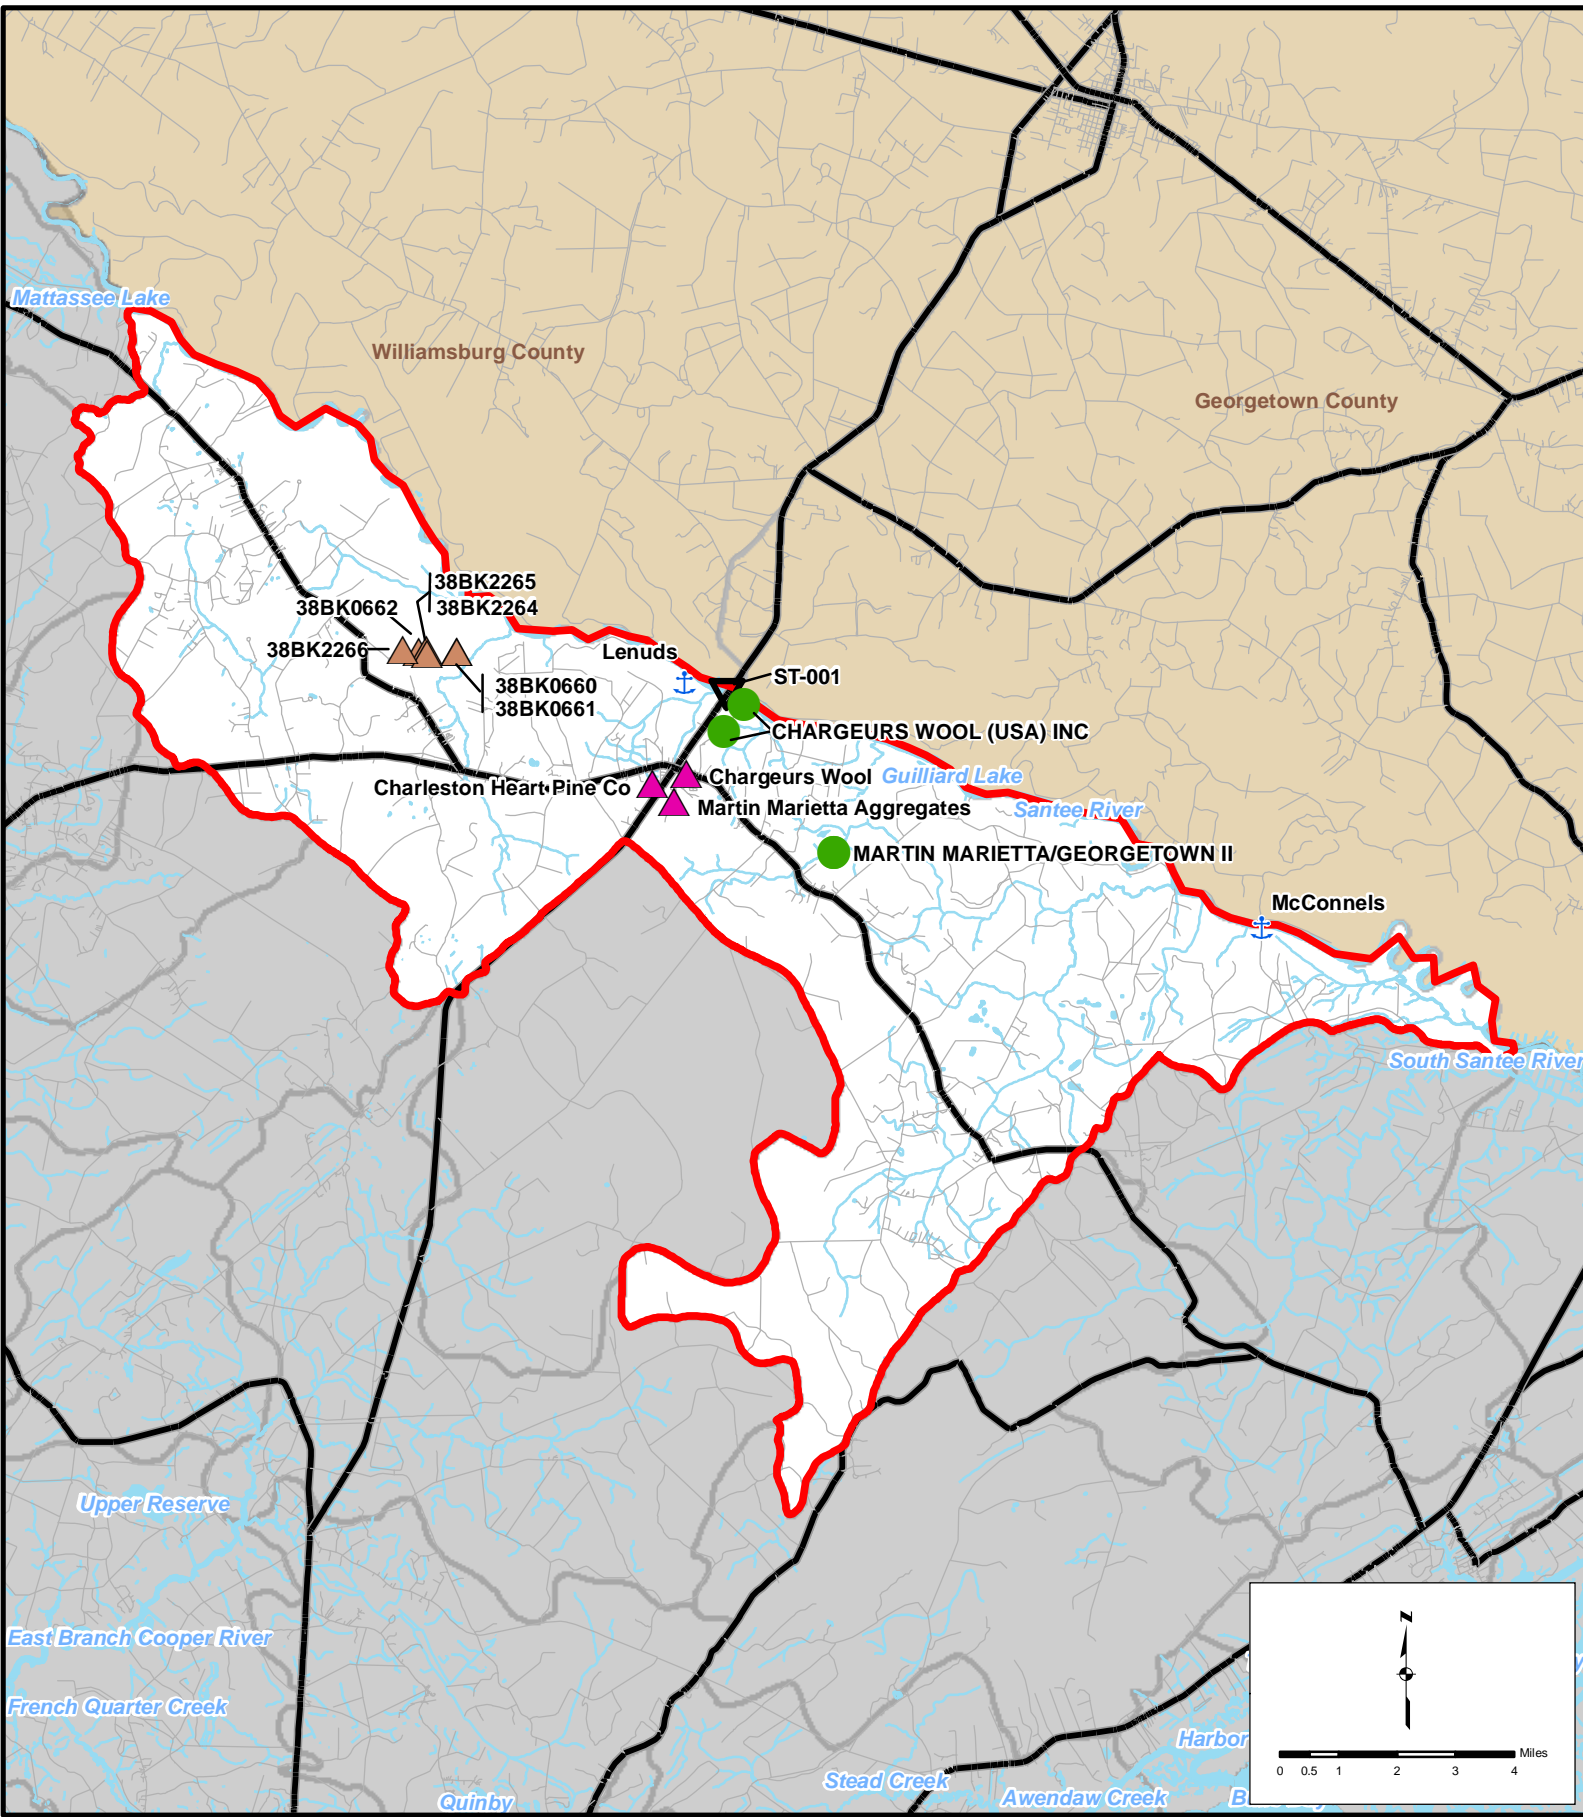 Mattassee Lake
Williamsburg County
Georgetown County
38BK2265
38BK0662
38BK2264
38BK2266
Lenuds
ST-001
38BK0660
38BK0661
CHARGEURS WOOL (USA) INC
Chargeurs Wool
Guilliard Lake
Charleston Heart Pine Co
Martin Marietta Aggregates
Santee River
MARTIN MARIETTA/GEORGETOWN II
McConnels
South Santee River
Upper Reserve
East Branch Cooper River
French Quarter Creek
N
Harbor
Miles
0 0.5 1 2 3 4
Stead Creek
Awendaw Creek
Quinby